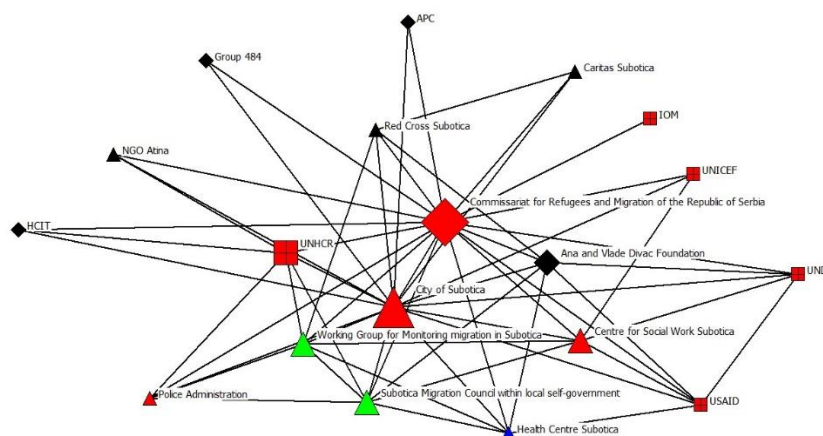 APC
Group 484
Caritas Subotica
IOM
Red Cross Subotica
NGO Atina
UNICEF
Commissariat for Refugees and Migration of the Republic of Serbia
HCIT
UNHCR
Ana and Vlade Divac Foundation
UND
City of Subotica
Working Group for Monitoring migration in Subotica
Centre for Social Work Subotica
Police Administration
Subotica Migration Council within local self-government
USAID
Health Centre Subotica